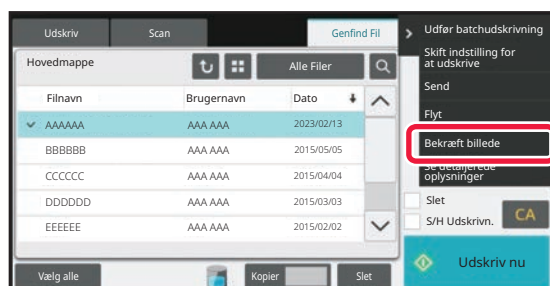 Udskriv
Scan
Genfind Fil
Hovedmappe
Alle Filer
Filnavn
Brugernavn
Dato
AAAAAA
AAA AAA
2023/02/13
BBBBBB
AAA AAA
2015/05/05
CCCCCC
AAA AAA
2015/04/04
DDDDDD
AAA AAA
2015/03/03
EEEEEE
AAA AAA
2015/02/02
Vælg alle
Kopier
Slet
Udfør batchudskrivning
Skift indstilling for
at udskrive
Send
Flyt
Bekræft billede
Se detaljerede
oplysninger
Slet
S/H Udskrivn.
CA
Udskriv nu